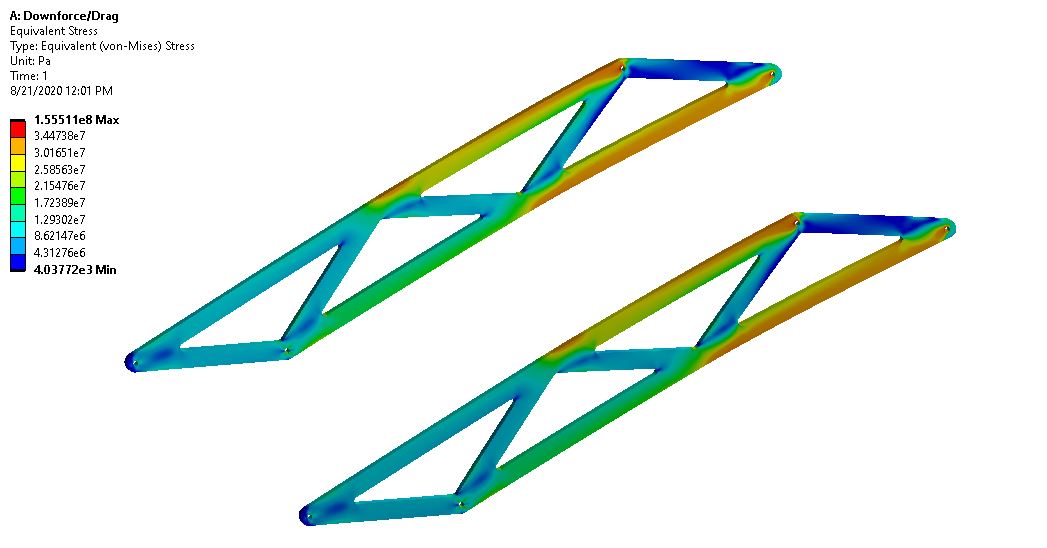 A: Downforce/Drag
Equivalent Stress
Type: Equivalent (von-Mises) Stress
Unit: Pa
Time: 1
8/21/2020 12:01 PM
1.55511e8 Max
3.44738e7
3.01651e7
2.58563e7
2.15476e7
1.72389e7
1.29302e7
8.62147e6
4.31276e6
4.03772e3 Min